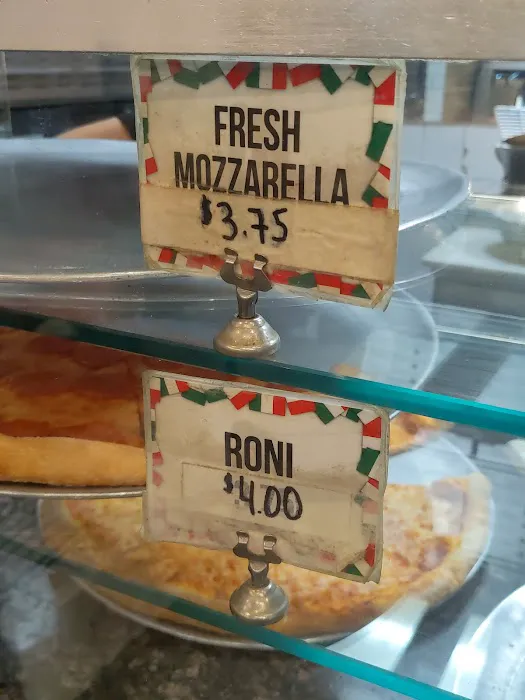 FRESH
MOZZARELLA
$3.75
RONI
$4.00